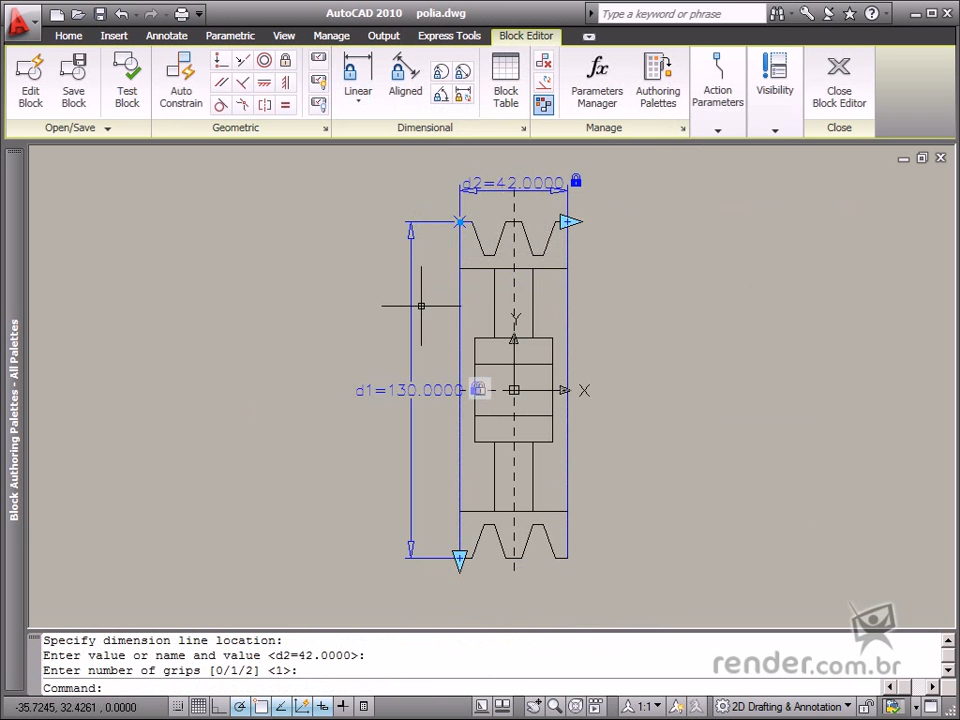 AutoCAD 2010 polia.dwg
Type a keyword or phrase
Home Insert Annotate Parametric View Manage Output Express Tools Block Editor
Edit Block
Save Block
Test Block
Auto Constrain
Linear
Aligned
Block Table
fx
Parameters Manager
Authoring Palettes
Action Parameters
Visibility
Close Block Editor
Open/Save
Geometric
Dimensional
Manage
Close
Block Authoring Palettes - All Palettes
d2=42.0000
Y
d1=130.0000
X
Specify dimension line location:
Enter value or name and value <d2=42.0000>:
Enter number of grips [0/1/2] <1>:
Command:
render.com.br
-35.7245, 32.4261, 0.0000
1:1
2D Drafting & Annotation